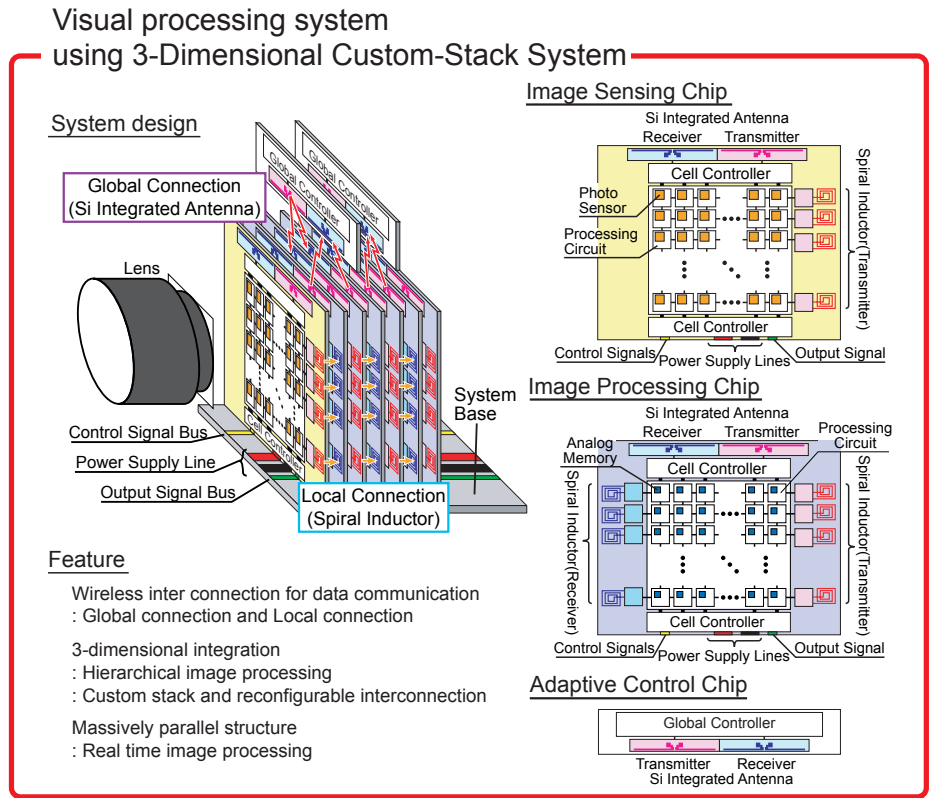 Visual processing system
using 3-Dimensional Custom-Stack System
System design
Global Controller
Global Controller
Global Connection
(Si Integrated Antenna)
Lens
Cell Controller
Control Signal Bus
Power Supply Line
Output Signal Bus
System
Base
Local Connection
(Spiral Inductor)
Feature
Wireless inter connection for data communication
: Global connection and Local connection
3-dimensional integration
: Hierarchical image processing
: Custom stack and reconfigurable interconnection
Massively parallel structure
: Real time image processing
Image Sensing Chip
Si Integrated Antenna
Receiver Transmitter
Cell Controller
Photo
Sensor
Processing
Circuit
Spiral Inductor(Transmitter)
Cell Controller
Control Signals
Power Supply Lines
Output Signal
Image Processing Chip
Si Integrated Antenna
Receiver Transmitter
Processing
Circuit
Analog
Memory
Cell Controller
Spiral Inductor(Receiver)
Spiral Inductor(Transmitter)
Cell Controller
Control Signals
Power Supply Lines
Output Signal
Adaptive Control Chip
Global Controller
Transmitter Receiver
Si Integrated Antenna